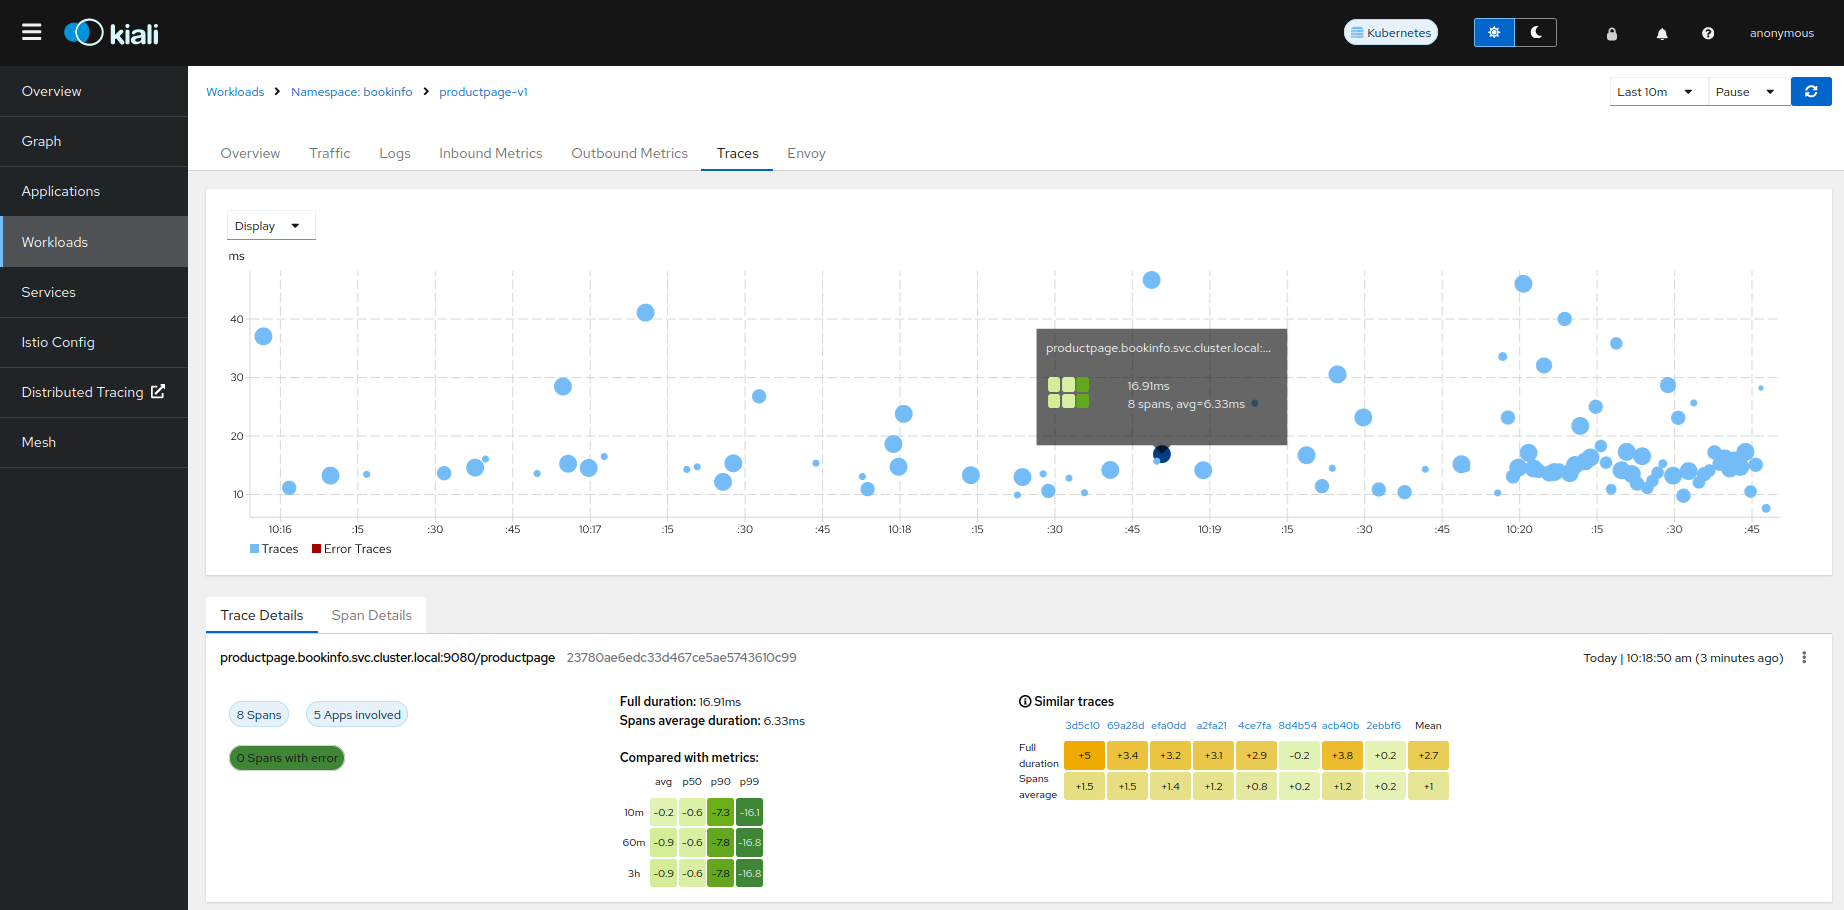 kiali
Kubernetes
anonymous
Overview
Graph
Applications
Workloads
Services
Istio Config
Distributed Tracing
Mesh
Workloads Namespace: bookinfo productpage-v1
Last 10m Pause
Overview Traffic Logs Inbound Metrics Outbound Metrics Traces Envoy
Display
ms
40
30
20
10
productpage.bookinfo.svc.cluster.local:...
16.91ms
8 spans, avg=6.33ms
10:16 :15 :30 :45 10:17 :15 :30 :45 10:18 :15 :30 :45 10:19 :15 :30 :45 10:20 :15 :30 :45
Traces Error Traces
Trace Details Span Details
productpage.bookinfo.svc.cluster.local:9080/productpage 23780ae6edc33d467ce5ae5743610c99
Today | 10:18:50 am (3 minutes ago)
8 Spans 5 Apps involved
0 Spans with error
Full duration: 16.91ms
Spans average duration: 6.33ms
Compared with metrics:
avg p50 p90 p99
10m -0.2 -0.6 -7.3 -16.1
60m -0.9 -0.6 -7.8 -16.8
3h -0.9 -0.6 -7.8 -16.8
Similar traces
3d5c10 69a28d efa0dd a2fa21 4ce7fa 8d4b54 acb40b 2ebbf6 Mean
Full duration +5 +3.4 +3.2 +3.1 +2.9 -0.2 +3.8 +0.2 +2.7
Spans average +1.5 +1.5 +1.4 +1.2 +0.8 +0.2 +1.2 +0.2 +1